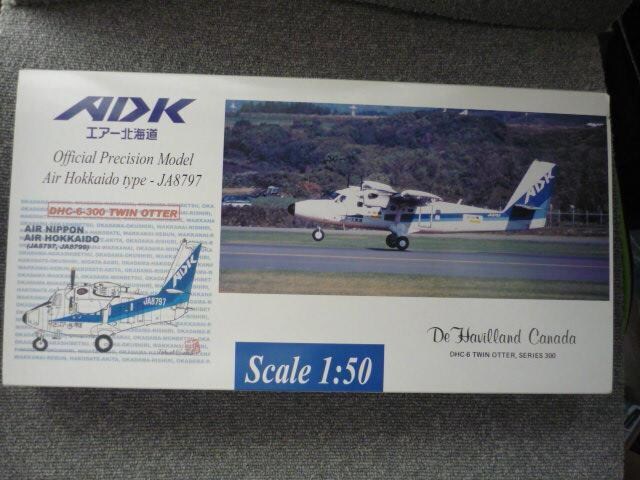 ADK
エアー北海道
Official Precision Model
Air Hokkaido type - JA8797
DHC-6-300 TWIN OTTER
AIR NIPPON
AIR HOKKAIDO
(JA8797, JA8799)
ADK
JA8797
ADK
De Havilland Canada
DHC-6 TWIN OTTER, SERIES 300
Scale 1:50